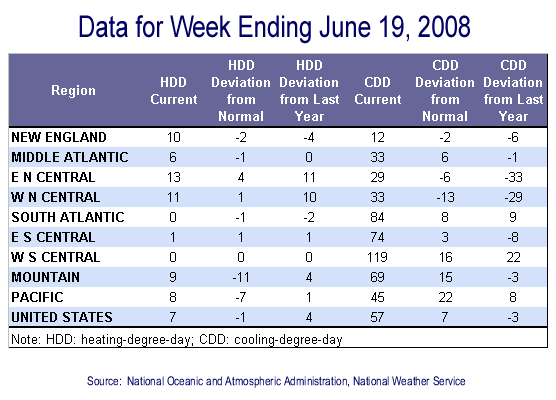 Data for Week Ending June 19, 2008
Region HDD Current HDD Deviation from Normal HDD Deviation from Last Year CDD Current CDD Deviation from Normal CDD Deviation from Last Year
NEW ENGLAND 10 -2 -4 12 -2 -6
MIDDLE ATLANTIC 6 -1 0 33 6 -1
E N CENTRAL 13 4 11 29 -6 -33
W N CENTRAL 11 1 10 33 -13 -29
SOUTH ATLANTIC 0 -1 -2 84 8 9
E S CENTRAL 1 1 1 74 3 -8
W S CENTRAL 0 0 0 119 16 22
MOUNTAIN 9 -11 4 69 15 -3
PACIFIC 8 -7 1 45 22 8
UNITED STATES 7 -1 4 57 7 -3
Note: HDD: heating-degree-day; CDD: cooling-degree-day
Source: National Oceanic and Atmospheric Administration, National Weather Service